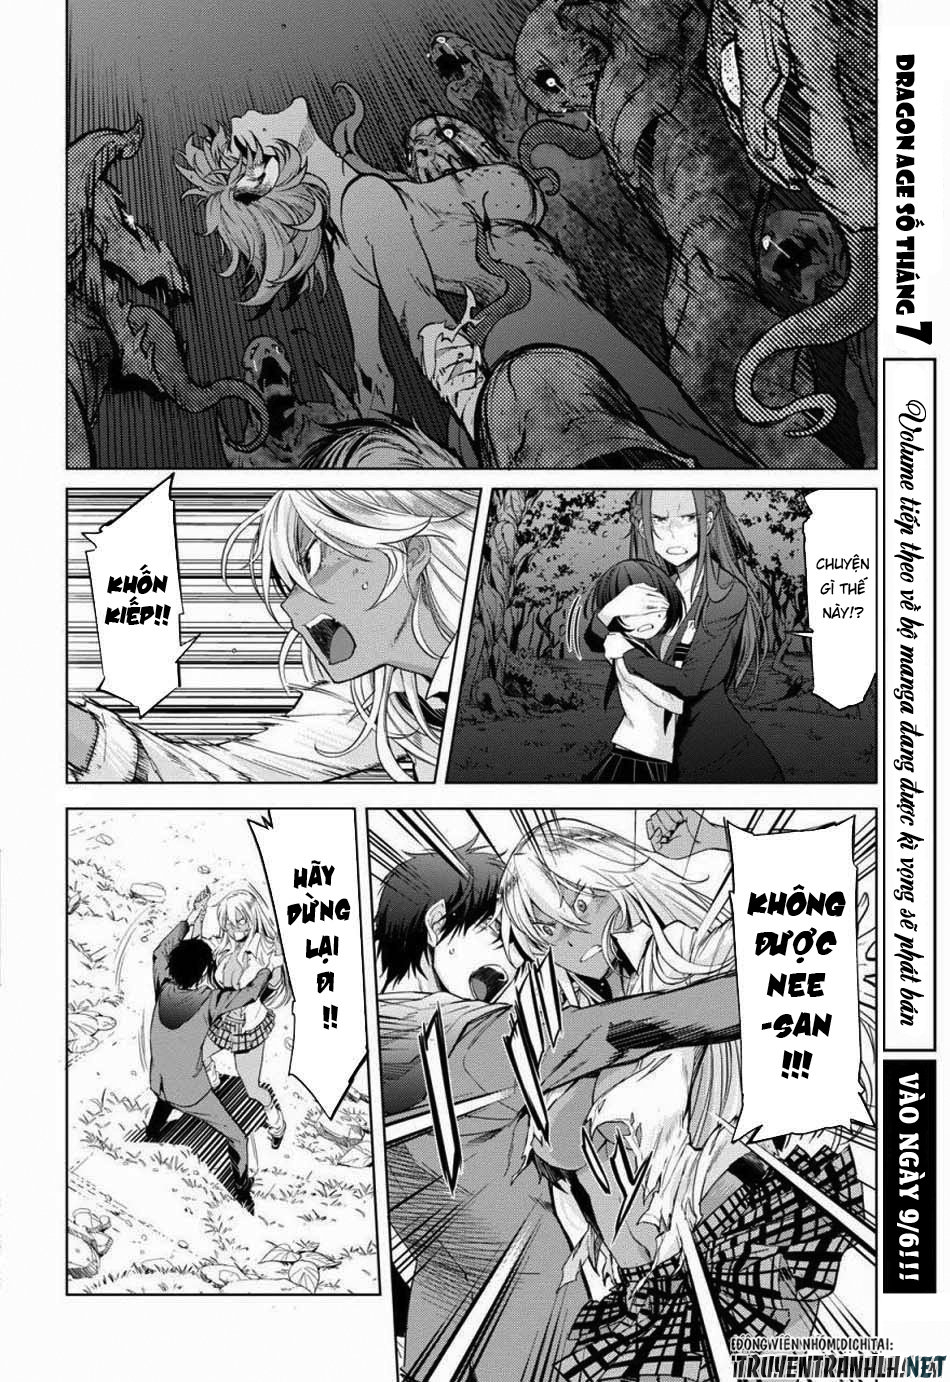 DRAGON AGE SỐ THÁNG 7
Volume tiếp theo về bộ manga đang được kì vọng sẽ phát bán
VÀO NGÀY 9/6!!!
CHUYỆN
GÌ THẾ
NÀY!?
KHỐN
KIẾP!!
KHÔNG
ĐƯỢC
NEE
-SAN
!!!
HÃY
DỪNG
LẠI
ĐI
!!
ĐỘNG VIÊN NHÓM DỊCH TẠI:
TRUYENTRANHLH.NET